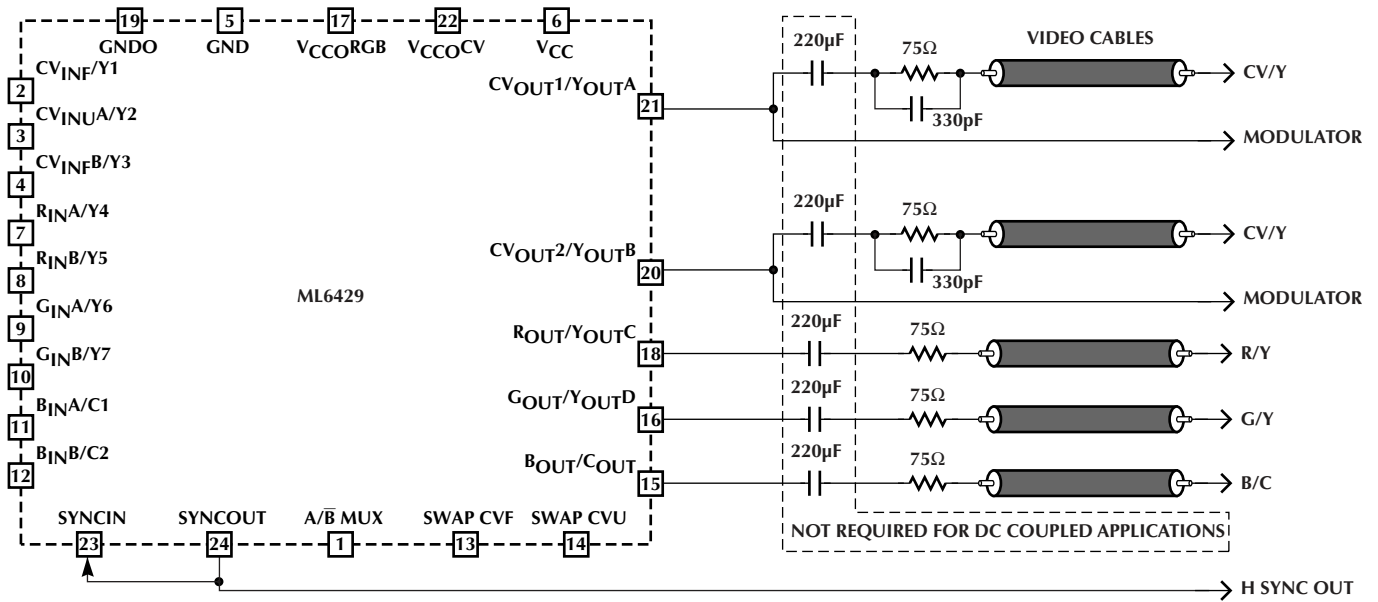 19 5 17 22 6
GNDO GND VCCORGB VCCOCV VCC
2 CVINF/Y1
3 CVINUA/Y2
4 CVINFB/Y3
7 RINA/Y4
8 RINB/Y5
9 GINA/Y6
10 GINB/Y7
11 BINA/C1
12 BINB/C2
ML6429
CVOUT1/YOUTA 21
CVOUT2/YOUTB 20
ROUT/YOUTC 18
GOUT/YOUTD 16
BOUT/COUT 15
SYNCIN SYNCOUT A/B̅ MUX SWAP CVF SWAP CVU
23 24 1 13 14
220µF 75Ω VIDEO CABLES
330pF
CV/Y
MODULATOR
220µF 75Ω
330pF
CV/Y
MODULATOR
220µF 75Ω R/Y
220µF 75Ω G/Y
220µF 75Ω B/C
NOT REQUIRED FOR DC COUPLED APPLICATIONS
H SYNC OUT